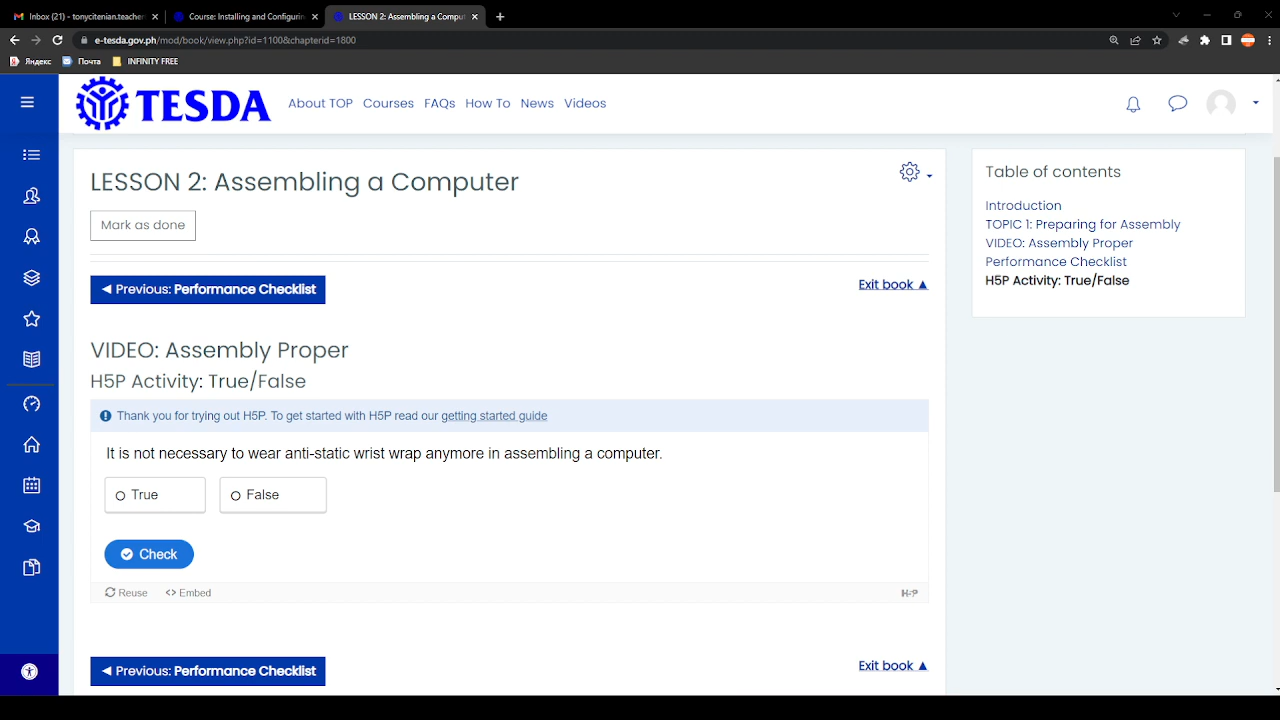 Inbox (21) - tonycitenian.teacher
Course: Installing and Configurin
LESSON 2: Assembling a Comput
e-tesda.gov.ph/mod/book/view.php?id=1100&chapterid=1800
Яндекс
Почта
INFINITY FREE
TESDA
About TOP
Courses
FAQs
How To
News
Videos
LESSON 2: Assembling a Computer
Mark as done
◄ Previous: Performance Checklist
Exit book ▲
VIDEO: Assembly Proper
H5P Activity: True/False
Thank you for trying out H5P. To get started with H5P read our getting started guide
It is not necessary to wear anti-static wrist wrap anymore in assembling a computer.
True
False
Check
Reuse
<> Embed
H5P
◄ Previous: Performance Checklist
Exit book ▲
Table of contents
Introduction
TOPIC 1: Preparing for Assembly
VIDEO: Assembly Proper
Performance Checklist
H5P Activity: True/False